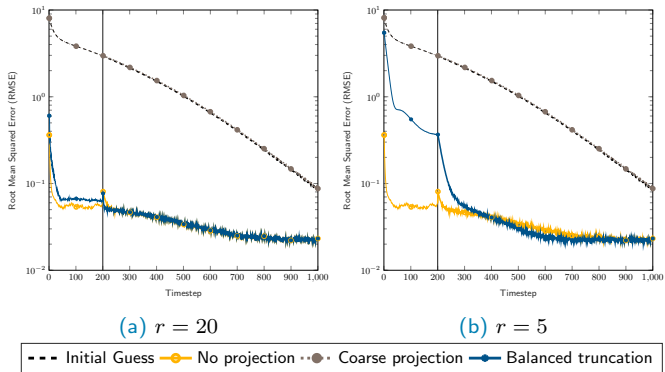 10^1
10^0
10^{−1}
10^{−2}
Root Mean Squared Error (RMSE)
0 100 200 300 400 500 600 700 800 900 1,000
Timestep
(a) r = 20
10^1
10^0
10^{−1}
10^{−2}
Root Mean Squared Error (RMSE)
0 100 200 300 400 500 600 700 800 900 1,000
Timestep
(b) r = 5
Initial Guess No projection Coarse projection Balanced truncation